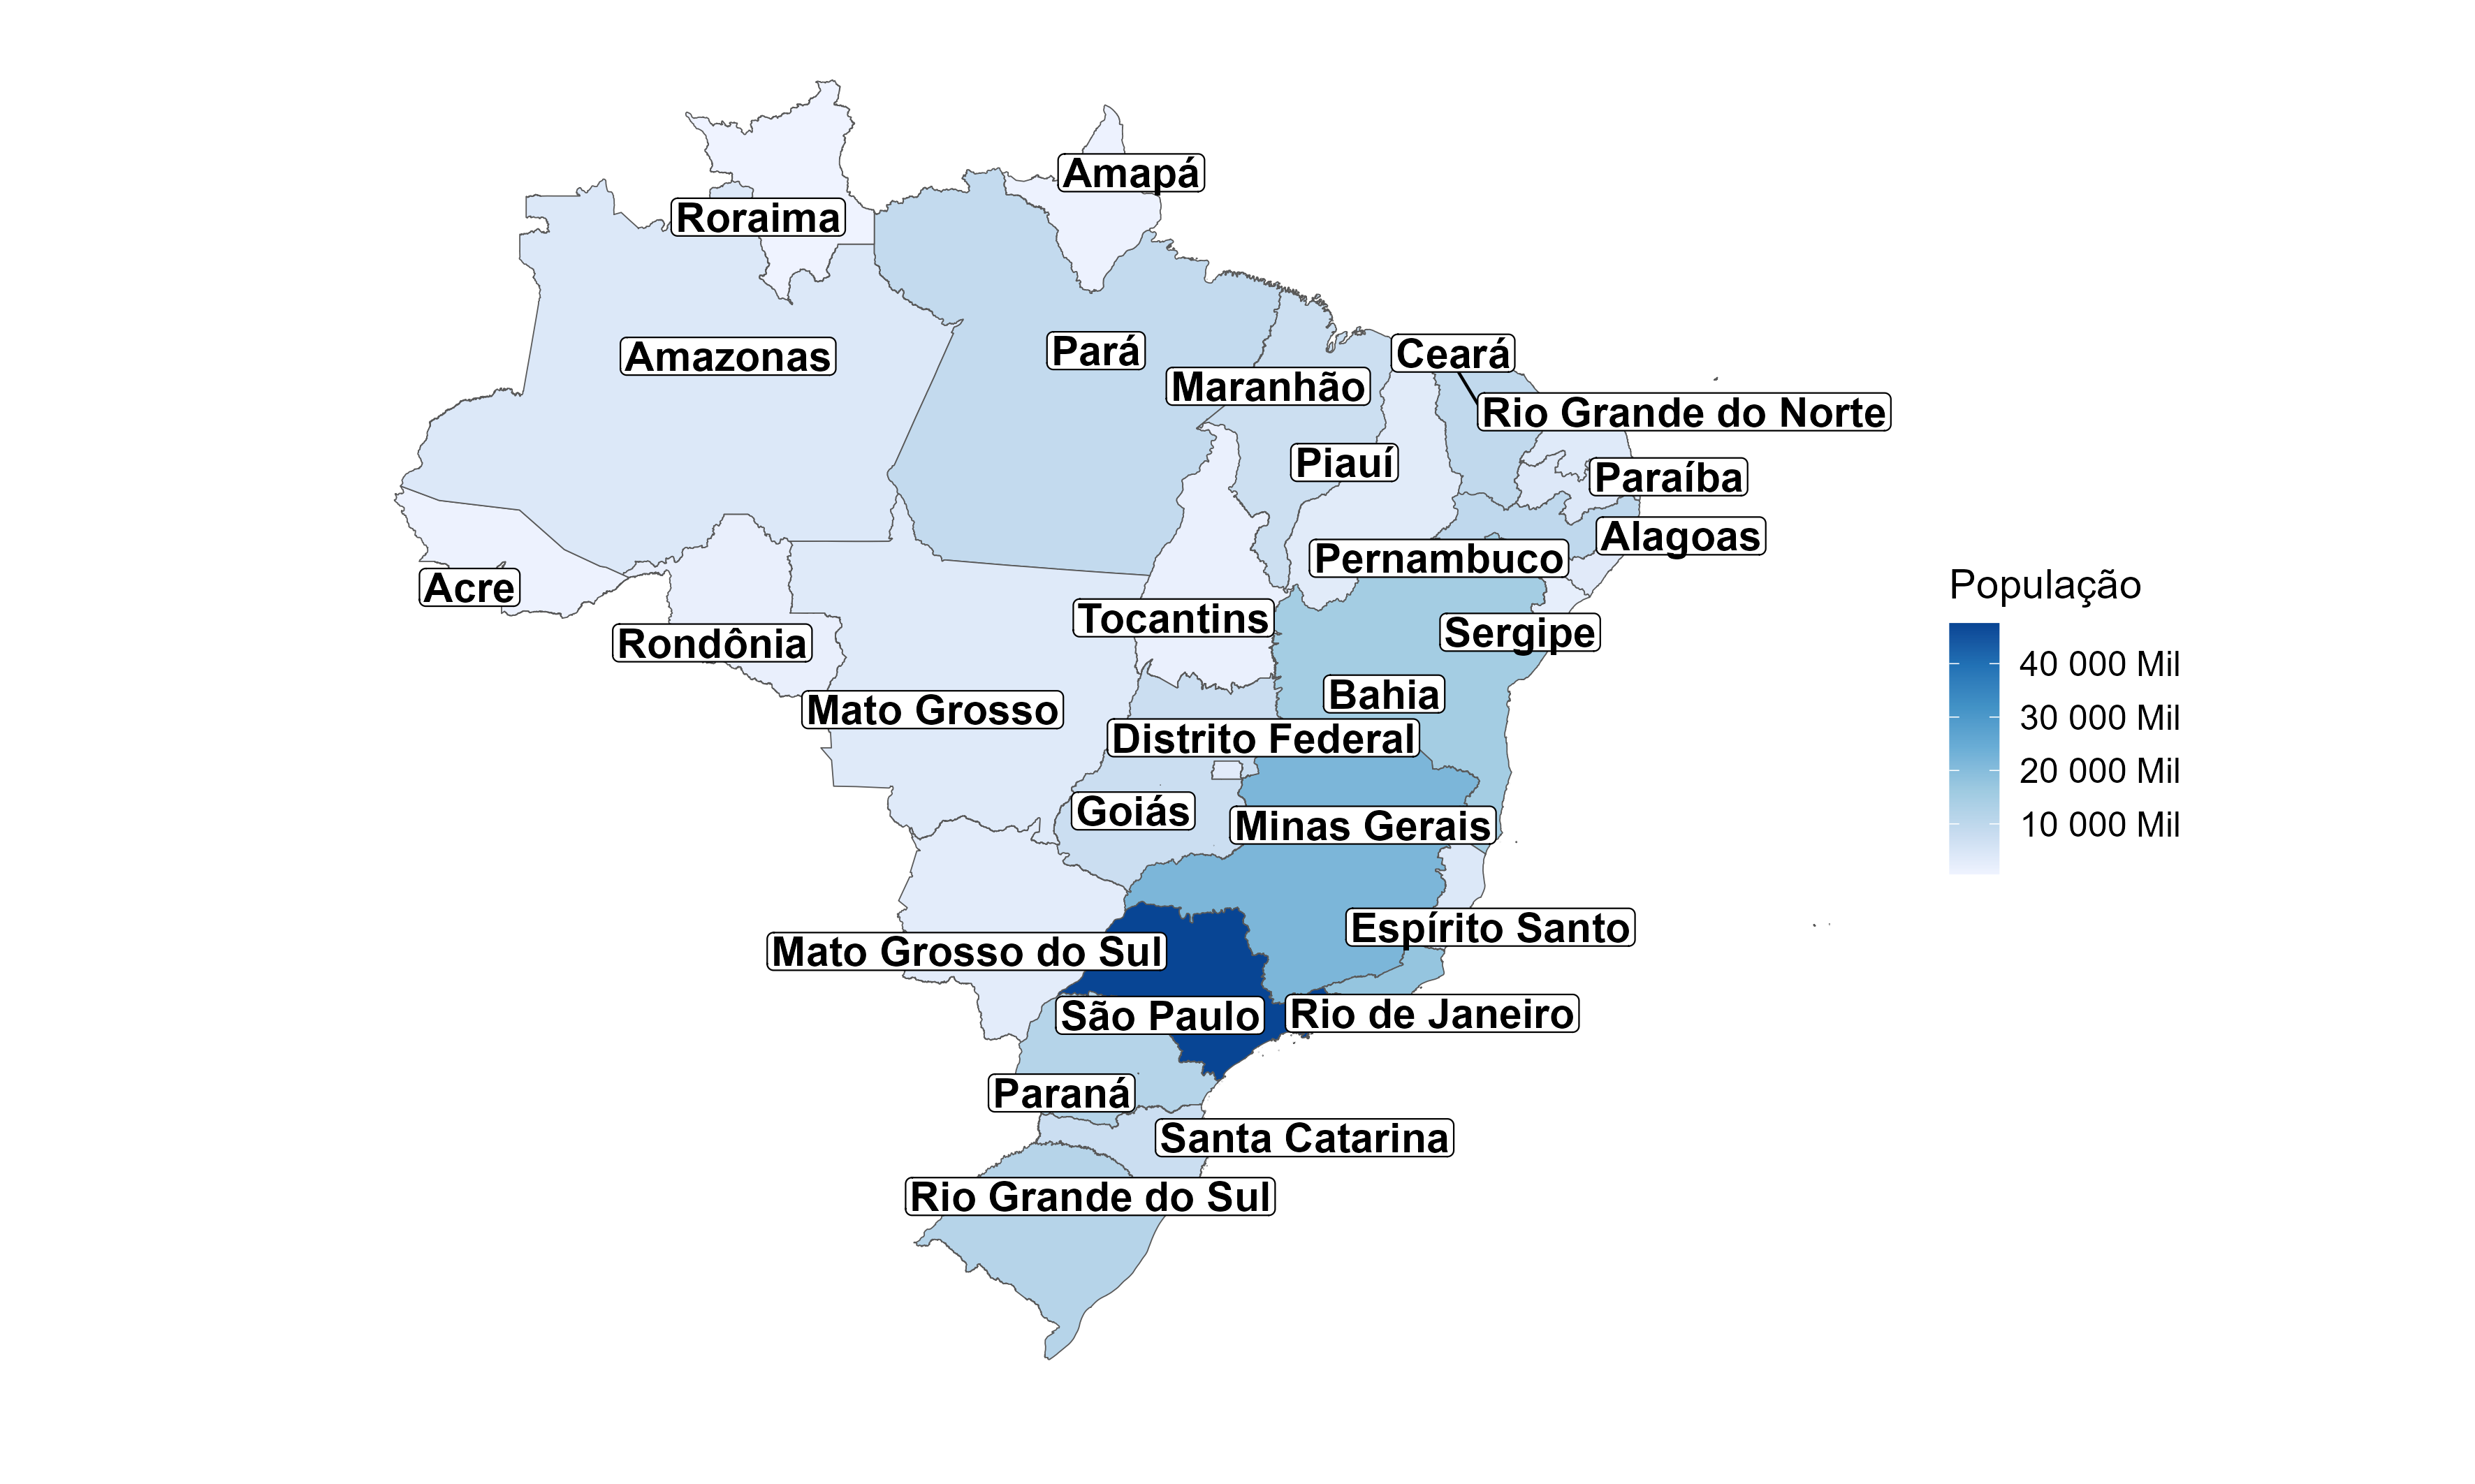 Amapá
Roraima
Amazonas
Pará
Ceará
Maranhão
Rio Grande do Norte
Piauí
Paraíba
Alagoas
Pernambuco
Acre
Tocantins
Sergipe
Rondônia
Bahia
Mato Grosso
Distrito Federal
Goiás
Minas Gerais
Espírito Santo
Mato Grosso do Sul
São Paulo
Rio de Janeiro
Paraná
Santa Catarina
Rio Grande do Sul
População
40 000 Mil
30 000 Mil
20 000 Mil
10 000 Mil